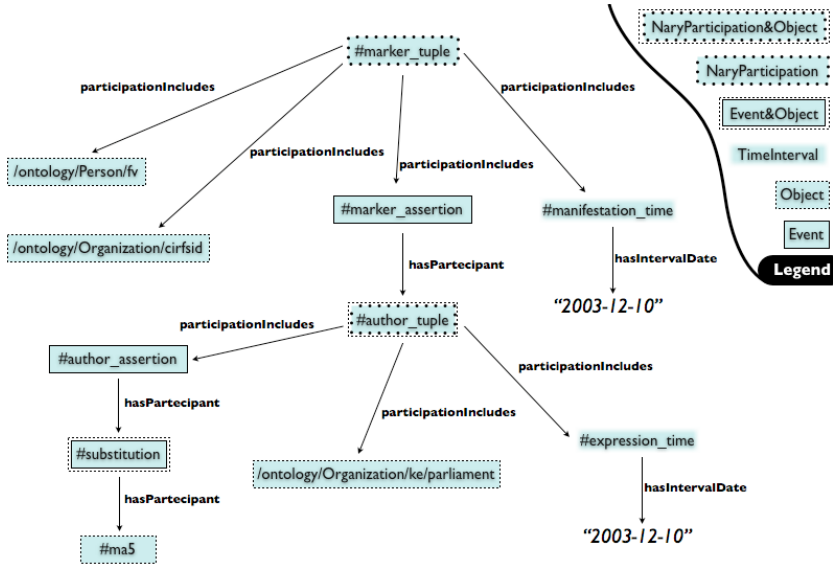 #marker_tuple
NaryParticipation&Object
participationIncludes
participationIncludes
NaryParticipation
Event&Object
participationIncludes
participationIncludes
TimeInterval
/ontology/Person/fv
Object
#marker_assertion
#manifestation_time
Event
/ontology/Organization/cirfsid
hasPartecipant
hasIntervalDate
Legend
"2003-12-10"
#author_tuple
participationIncludes
#author_assertion
participationIncludes
hasPartecipant
participationIncludes
#substitution
#expression_time
/ontology/Organization/ke/parliament
hasPartecipant
hasIntervalDate
#ma5
"2003-12-10"